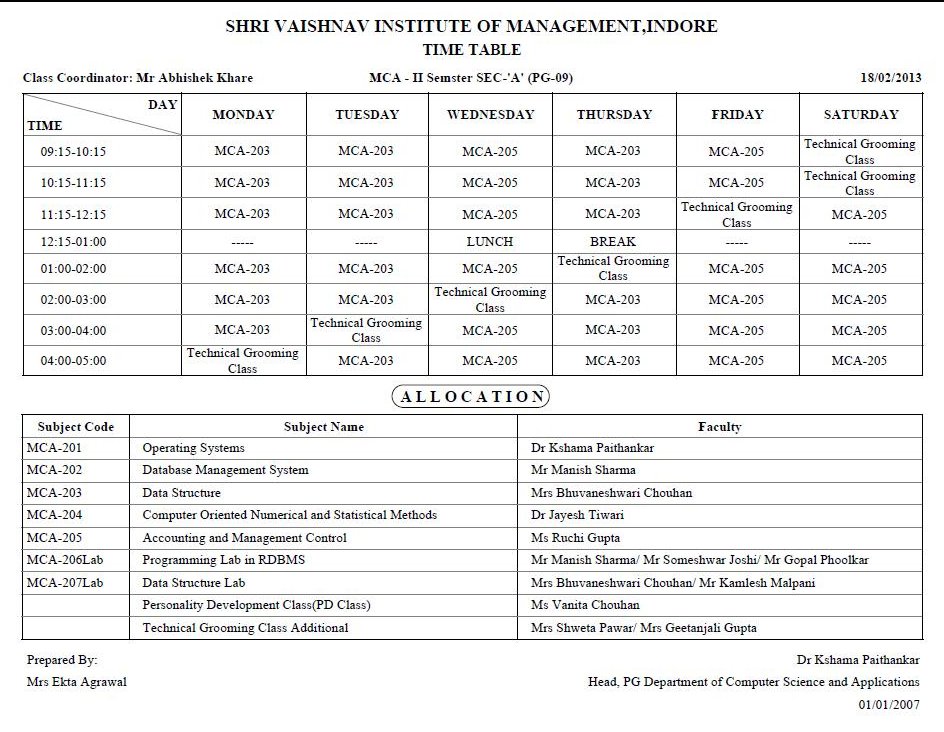 SHRI VAISHNAV INSTITUTE OF MANAGEMENT,INDORE
TIME TABLE
Class Coordinator: Mr Abhishek Khare MCA - II Semster SEC-'A' (PG-09) 18/02/2013
DAY
TIME MONDAY TUESDAY WEDNESDAY THURSDAY FRIDAY SATURDAY
09:15-10:15 MCA-203 MCA-203 MCA-205 MCA-203 MCA-205 Technical Grooming
Class
10:15-11:15 MCA-203 MCA-203 MCA-205 MCA-203 MCA-205 Technical Grooming
Class
11:15-12:15 MCA-203 MCA-203 MCA-205 MCA-203 Technical Grooming
Class MCA-205
12:15-01:00 ----- ----- LUNCH BREAK ----- -----
01:00-02:00 MCA-203 MCA-203 MCA-205 Technical Grooming
Class MCA-205 MCA-205
02:00-03:00 MCA-203 MCA-203 Technical Grooming
Class MCA-203 MCA-205 MCA-205
03:00-04:00 MCA-203 Technical Grooming
Class MCA-205 MCA-203 MCA-205 MCA-205
04:00-05:00 Technical Grooming
Class MCA-203 MCA-205 MCA-203 MCA-205 MCA-205
ALLOCATION
Subject Code Subject Name Faculty
MCA-201 Operating Systems Dr Kshama Paithankar
MCA-202 Database Management System Mr Manish Sharma
MCA-203 Data Structure Mrs Bhuvaneshwari Chouhan
MCA-204 Computer Oriented Numerical and Statistical Methods Dr Jayesh Tiwari
MCA-205 Accounting and Management Control Ms Ruchi Gupta
MCA-206Lab Programming Lab in RDBMS Mr Manish Sharma/ Mr Someshwar Joshi/ Mr Gopal Phoolkar
MCA-207Lab Data Structure Lab Mrs Bhuvaneshwari Chouhan/ Mr Kamlesh Malpani
Personality Development Class(PD Class) Ms Vanita Chouhan
Technical Grooming Class Additional Mrs Shweta Pawar/ Mrs Geetanjali Gupta
Prepared By: Dr Kshama Paithankar
Mrs Ekta Agrawal Head, PG Department of Computer Science and Applications
01/01/2007